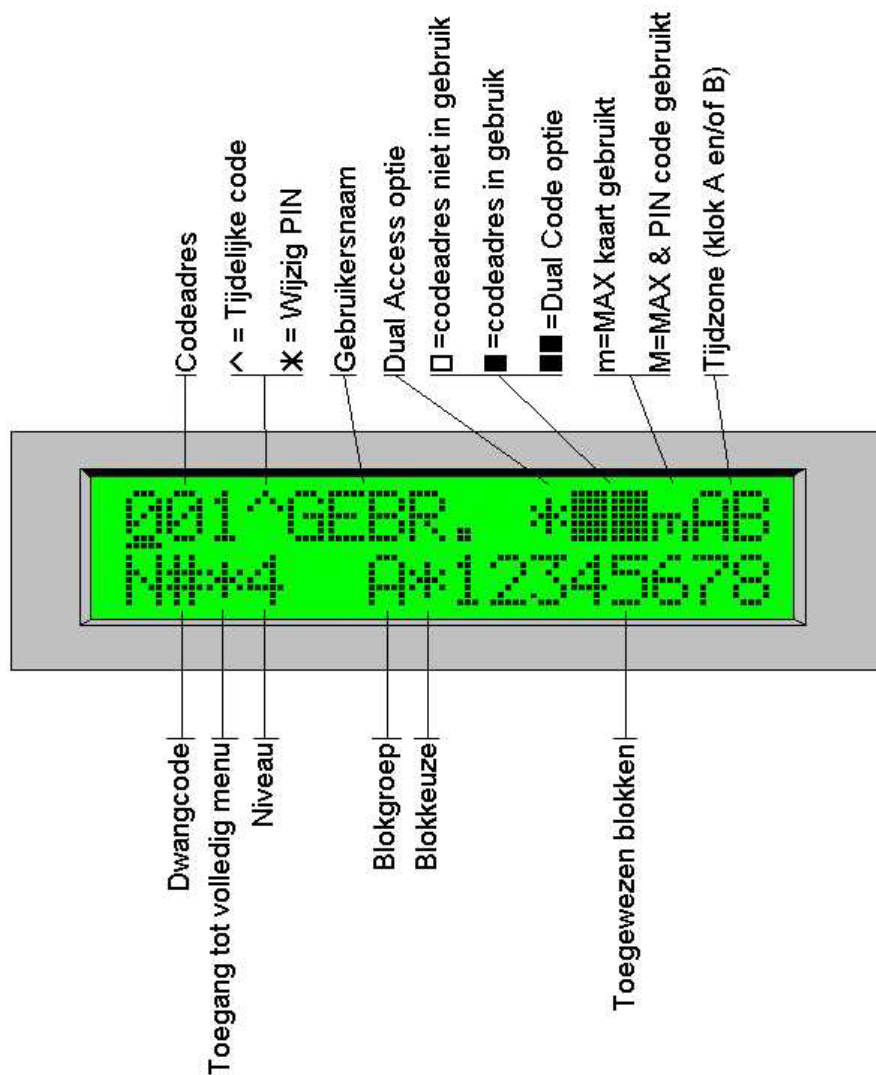 Codeadres
^ = Tijdelijke code
* = Wijzig PIN
Gebruikersnaam
Dual Access optie
□=codeadres niet in gebruik
■=codeadres in gebruik
■■=Dual Code optie
m=MAX kaart gebruikt
M=MAX & PIN code gebruikt
Tijdzone (klok A en/of B)
001^GEBR. *■■mAB
N#*4 A*12345678
Dwangcode
Toegang tot volledig menu
Niveau
Blokgroep
Blokkeuze
Toegewezen blokken